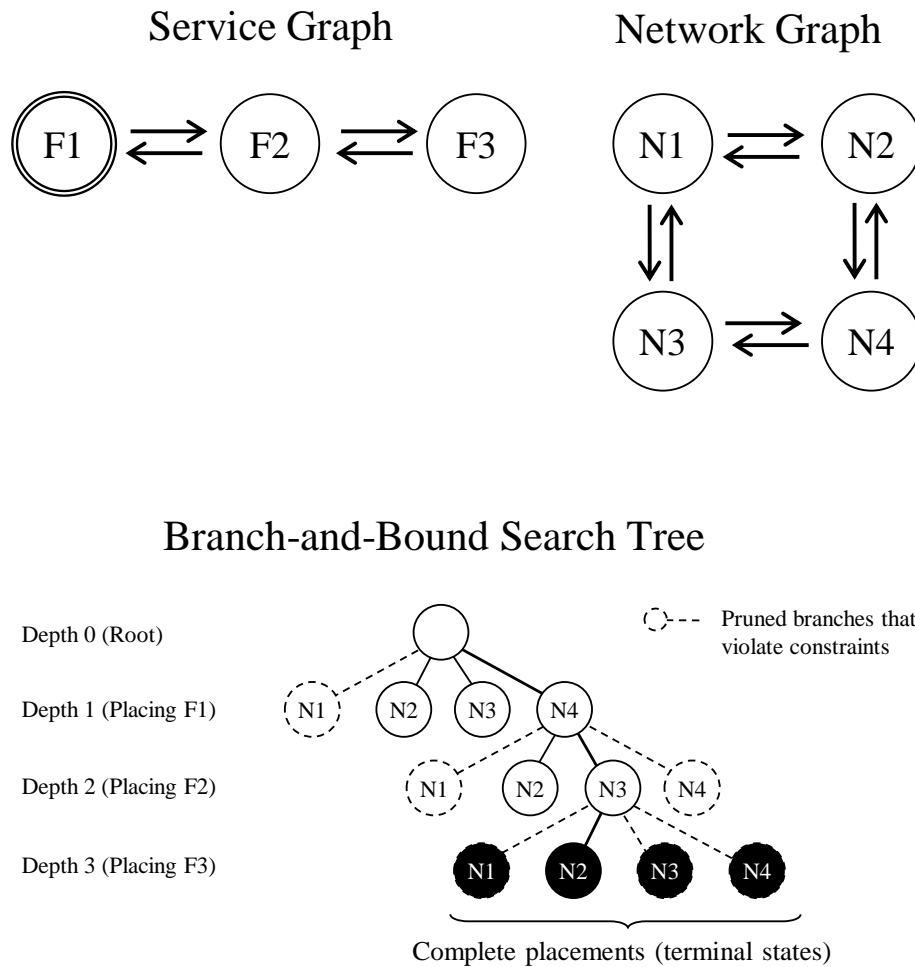 Service Graph
Network Graph
F1
F2
F3
N1
N2
N3
N4
Branch-and-Bound Search Tree
Depth 0 (Root)
Pruned branches that
violate constraints
Depth 1 (Placing F1)
N1
N2
N3
N4
Depth 2 (Placing F2)
N1
N2
N3
N4
Depth 3 (Placing F3)
N1
N2
N3
N4
Complete placements (terminal states)